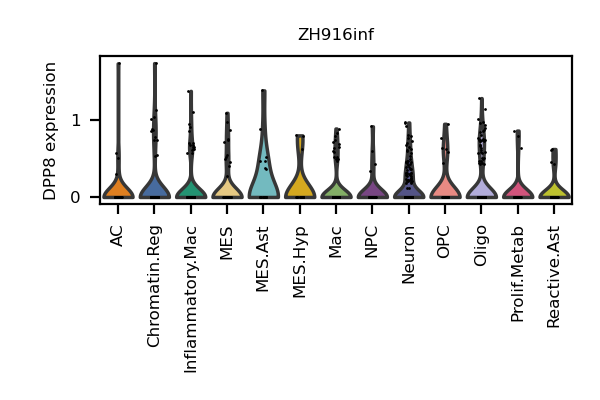 ZH916inf
DPP8 expression
1
0
AC
Chromatin.Reg
Inflammatory.Mac
MES
MES.Ast
MES.Hyp
Mac
NPC
Neuron
OPC
Oligo
Prolif.Metab
Reactive.Ast